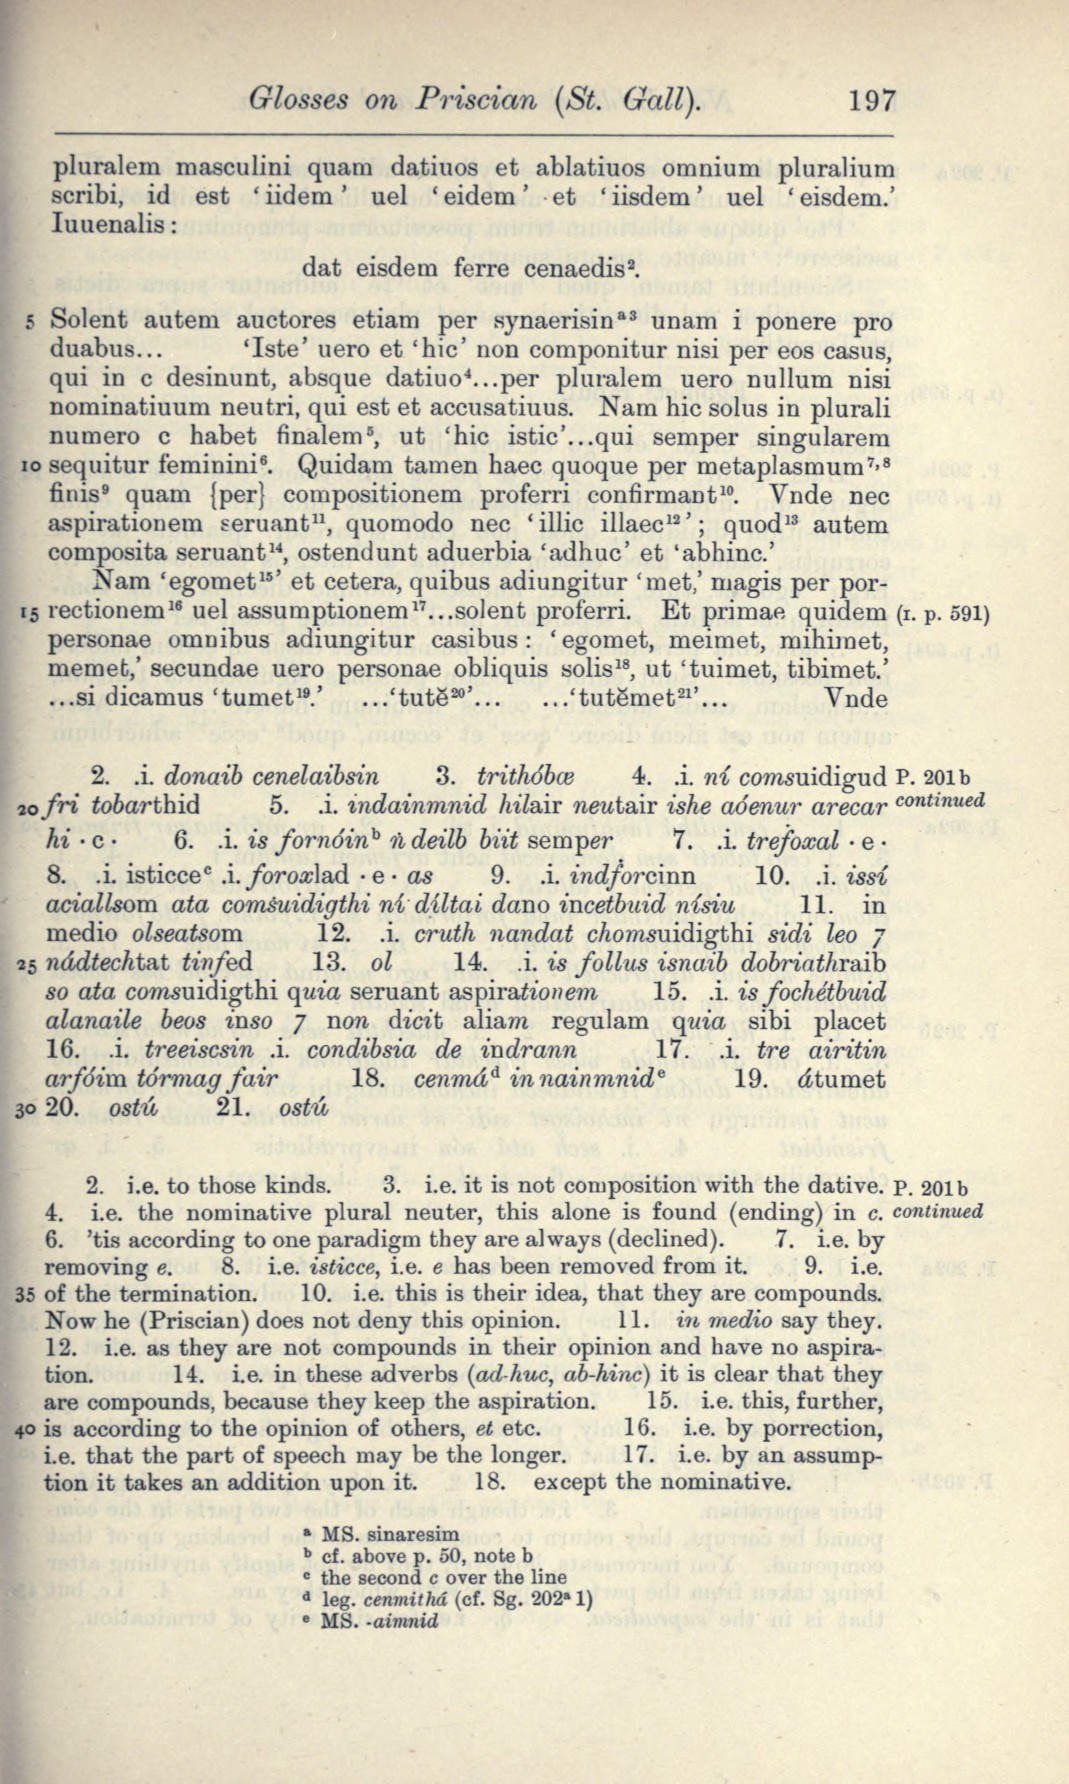 Glosses on Priscian (St. Gall). 197
pluralem masculini quam datiuos et ablatiuos omnium pluralium
scribi, id est ‘iidem’ uel ‘eidem’ et ‘iisdem’ uel ‘eisdem.’
Iuuenalis:
dat eisdem ferre cenaedis².
5 Solent autem auctores etiam per synaerisinᵃ³ unam i ponere pro
duabus... ‘Iste’ uero et ‘hic’ non componitur nisi per eos casus,
qui in c desinunt, absque datiuo⁴...per pluralem uero nullum nisi
nominatiuum neutri, qui est et accusatiuus. Nam hic solus in plurali
numero c habet finalem⁵, ut ‘hic istic’...qui semper singularem
10 sequitur feminini⁶. Quidam tamen haec quoque per metaplasmum⁷,⁸
finis⁹ quam {per} compositionem proferri confirmant¹⁰. Vnde nec
aspirationem seruant¹¹, quomodo nec ‘illic illaec¹²’; quod¹³ autem
composita seruant¹⁴, ostendunt aduerbia ‘adhuc’ et ‘abhinc.’
Nam ‘egomet¹⁵’ et cetera, quibus adiungitur ‘met,’ magis per por-
15 rectionem¹⁶ uel assumptionem¹⁷...solent proferri. Et primae quidem (I. p. 591)
personae omnibus adiungitur casibus: ‘egomet, meimet, mihimet,
memet,’ secundae uero personae obliquis solis¹⁸, ut ‘tuimet, tibimet.’
...si dicamus ‘tumet¹⁹.’ ...‘tutĕ²⁰’... ...‘tutĕmet²¹’... Vnde
2. .i. donaib cenelaibsin 3. trithóbœ 4. .i. ní comsuidigud P. 201b
20 fri tobarthid 5. .i. indainmnid hilair neutair ishe aóenur arecar continued
hi · c · 6. .i. is fornóinᵇ ṅ deilb biit semper 7. .i. trefoxal · e ·
8. .i. isticceᶜ .i. foroxlad · e · as 9. .i. indforcinn 10. .i. issí
aciallsom ata comṡuidigthi ní díltai dano incetbuid nísiu 11. in
medio olseatsom 12. .i. cruth nandat chomsuidigthi sidi leo ⁊
25 nádtechtat tinfed 13. ol 14. .i. is follus isnaib dobriathraib
so ata comsuidigthi quia seruant aspirationem 15. .i. is fochétbuid
alanaile beos inso ⁊ non dicit aliam regulam quia sibi placet
16. .i. treeiscsin .i. condibsia de indrann 17. .i. tre airitin
arfóim tórmag fair 18. cenmáᵈ in nainmnidᵉ 19. átumet
30 20. ostú 21. ostú
2. i.e. to those kinds. 3. i.e. it is not composition with the dative. P. 201b
4. i.e. the nominative plural neuter, this alone is found (ending) in c. continued
6. ’tis according to one paradigm they are always (declined). 7. i.e. by
removing e. 8. i.e. isticce, i.e. e has been removed from it. 9. i.e.
35 of the termination. 10. i.e. this is their idea, that they are compounds.
Now he (Priscian) does not deny this opinion. 11. in medio say they.
12. i.e. as they are not compounds in their opinion and have no aspira-
tion. 14. i.e. in these adverbs (ad-huc, ab-hinc) it is clear that they
are compounds, because they keep the aspiration. 15. i.e. this, further,
40 is according to the opinion of others, et etc. 16. i.e. by porrection,
i.e. that the part of speech may be the longer. 17. i.e. by an assump-
tion it takes an addition upon it. 18. except the nominative.
ᵃ MS. sinaresim
ᵇ cf. above p. 50, note b
ᶜ the second c over the line
ᵈ leg. cenmithá (cf. Sg. 202ᵃ 1)
ᵉ MS. -aimnid